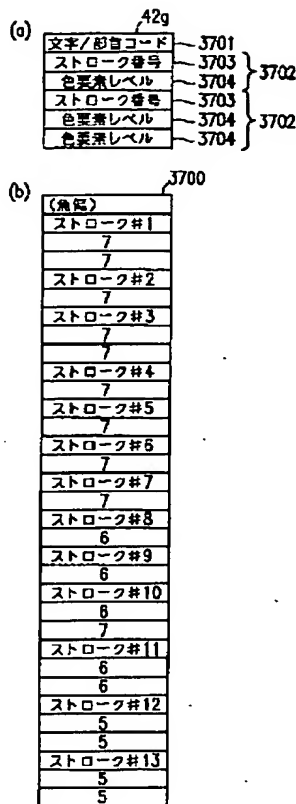 (a)
42g
文字/部首コード 3701
ストローク番号 3703
色要素レベル 3704
3702
ストローク番号 3703
色要素レベル 3704
色要素レベル 3704
3702
(b)
3700
(魚偏)
ストローク#1
7
7
ストローク#2
7
ストローク#3
7
7
ストローク#4
7
ストローク#5
7
ストローク#6
7
ストローク#7
7
ストローク#8
6
ストローク#9
6
ストローク#10
6
7
ストローク#11
6
6
ストローク#12
5
5
ストローク#13
5
5